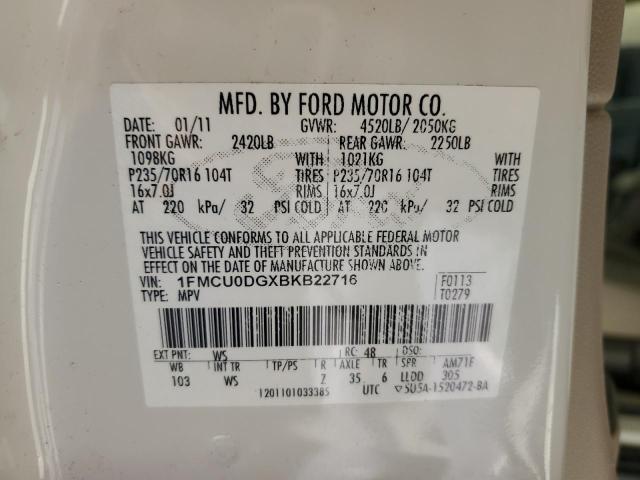 MFD. BY FORD MOTOR CO.
DATE: 01/11 GVWR: 4520LB/ 2050KG
FRONT GAWR: 2420LB REAR GAWR: 2250LB
1098KG WITH 1021KG WITH
P235/70R16 104T TIRES P235/70R16 104T TIRES
16x7.0J RIMS 16x7.0J RIMS
AT 220 kPa/ 32 PSI COLD AT 220 kPa/ 32 PSI COLD
THIS VEHICLE CONFORMS TO ALL APPLICABLE FEDERAL MOTOR
VEHICLE SAFETY AND THEFT PREVENTION STANDARDS IN
EFFECT ON THE DATE OF MANUFACTURE SHOWN ABOVE.
VIN: 1FMCU0DGXBKB22716 F0113
TYPE: MPV T0279
EXT PNT: WS RC: 48 DSO:
WB INT TR TP/PS R AXLE TR SPR AM71F
103 WS Z 35 6 LLDD 305
1201101033385 UTC ▽5U5A-1520472-BA